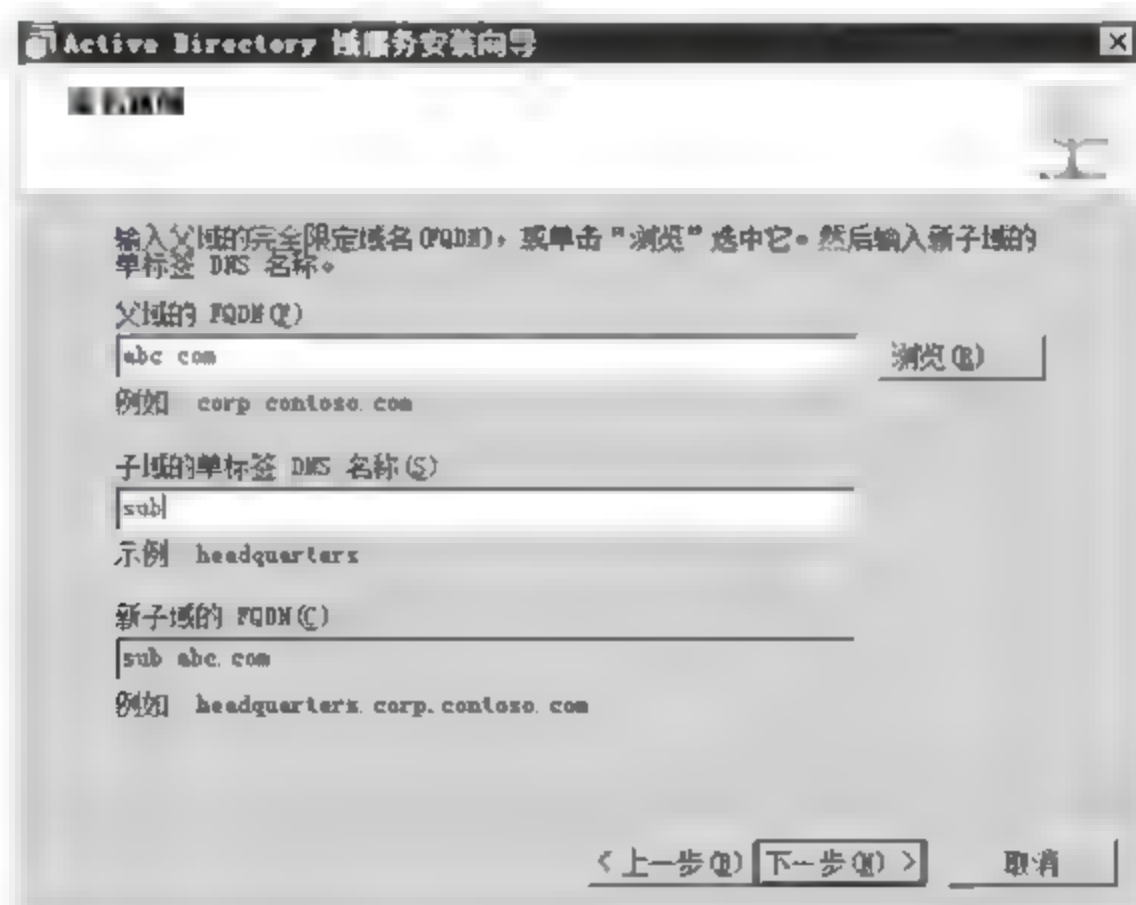 Active Directory 域服务安装向导
输入父域的完全限定域名(FQDN)，或单击“浏览”选中它。然后输入新子域的
单标签 DNS 名称。
父域的 FQDN(F)
abc com
浏览(R)
例如 corp contoso.com
子域的单标签 DNS 名称(S)
sub
示例 headquarters
新子域的 FQDN(C)
sub abc.com
例如 headquarters.corp.contoso.com
< 上一步(B) 下一步(N) > 取消